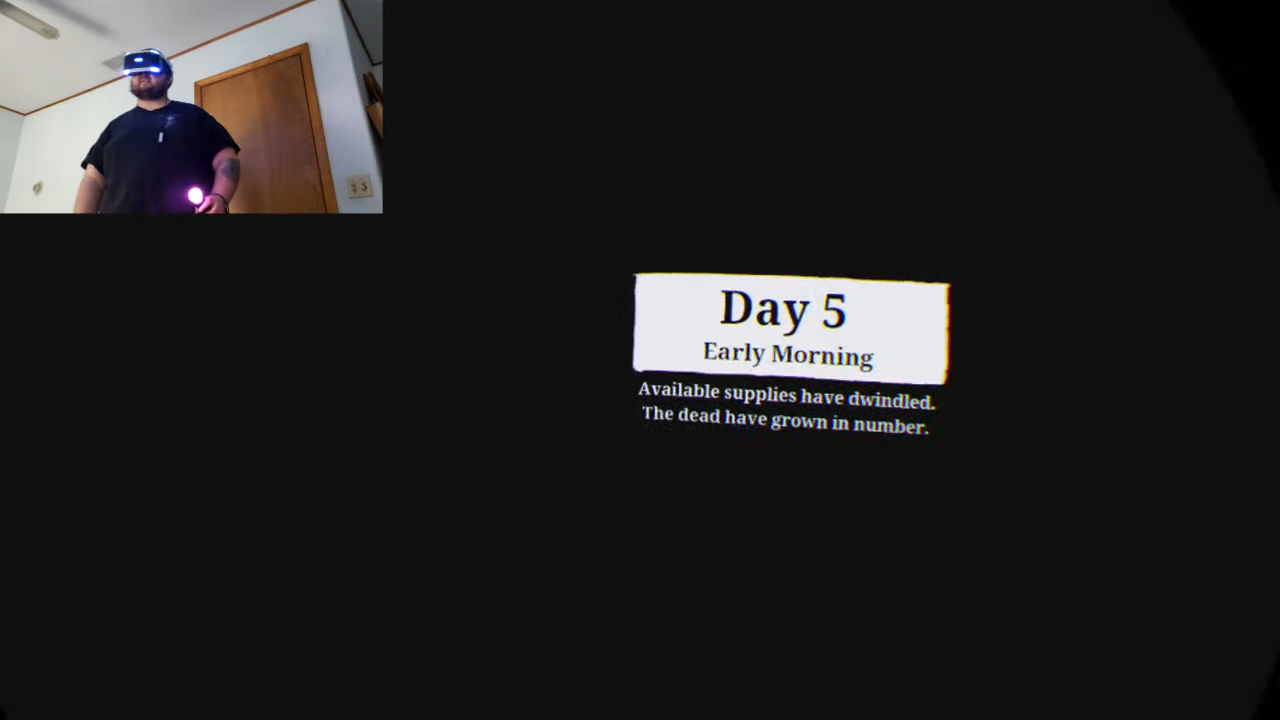 Day 5
Early Morning
Available supplies have dwindled.
The dead have grown in number.